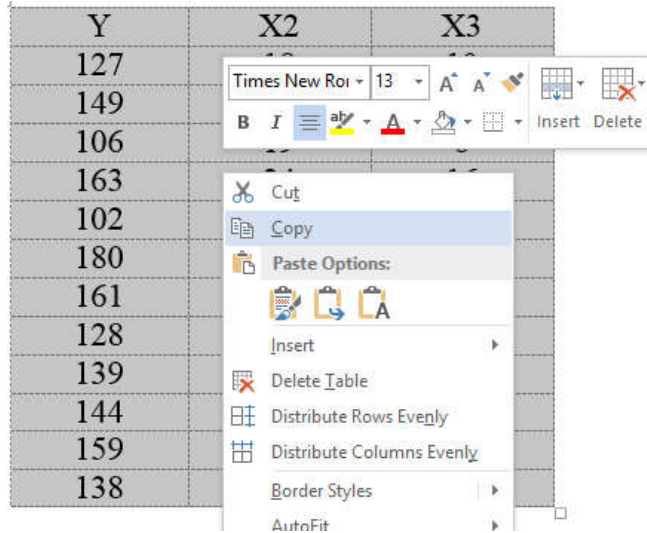 Y X2 X3
127
Times New Roı 13 A A
149
B I ab A Insert Delete
106
163
Cut
102
Copy
180
Paste Options:
161
A
128
Insert
139
Delete Table
144
Distribute Rows Evenly
159
Distribute Columns Evenly
138
Border Styles
AutoFit